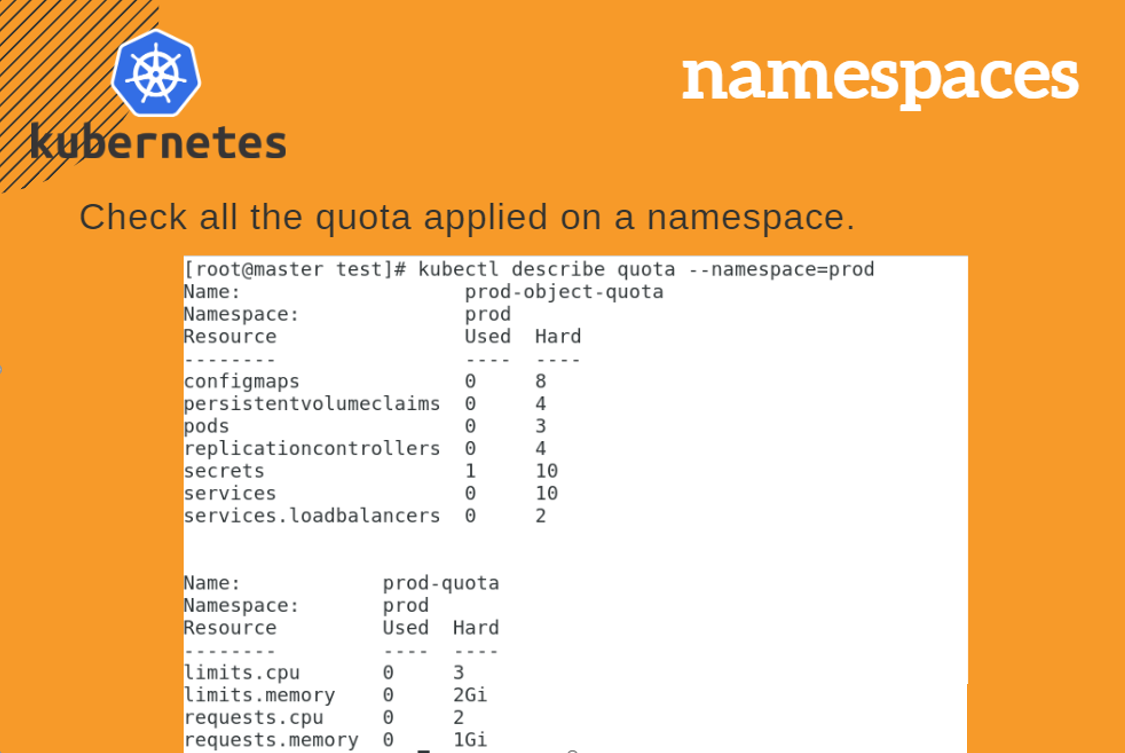 namespaces
kubernetes
Check all the quota applied on a namespace.
[root@master test]# kubectl describe quota --namespace=prod
Name:                   prod-object-quota
Namespace:              prod
Resource                Used  Hard
--------                ----  ----
configmaps              0     8
persistentvolumeclaims  0     4
pods                    0     3
replicationcontrollers  0     4
secrets                 1     10
services                0     10
services.loadbalancers  0     2
Name:            prod-quota
Namespace:       prod
Resource         Used  Hard
--------         ----  ----
limits.cpu       0     3
limits.memory    0     2Gi
requests.cpu     0     2
requests.memory  0     1Gi